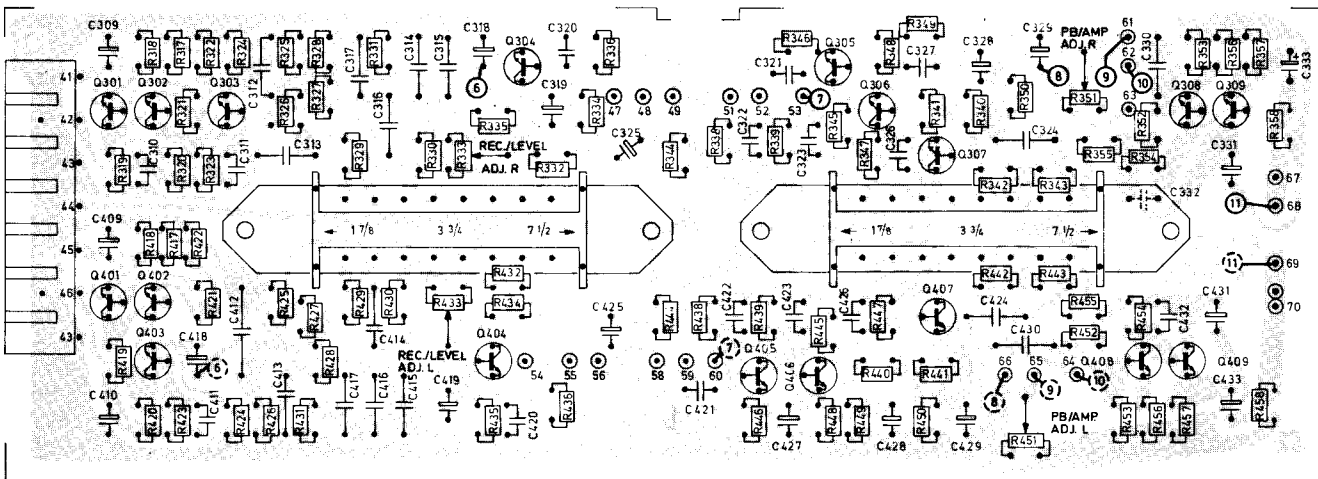 C309
R318
R317
R322
R324
C312
R325
R328
C317
R331
C314
C315
C318
Q304
C320
R336
R346
Q305
R348
R349
C327
C328
C329
PB/AMP
ADJ.R
61
62
C330
R353
R356
R357
C333
41
Q301
Q302
R321
Q303
R326
R327
C316
6
C319
R334
47
48
49
51
52
53
7
C321
Q306
R341
R340
R350
8
R351
9
10
63
Q308
Q309
42
R335
C325
R338
C322
R339
C323
R345
C326
C324
R352
43
R319
C310
R320
R323
C311
C313
R329
R330
R333
REC./LEVEL
ADJ. R
R332
R344
R347
Q307
R355
R354
C331
R342
R343
C332
67
11
68
44
C409
R418
R417
R422
1 7/8
3 3/4
7 1/2
1 7/8
3 3/4
7 1/2
45
11
69
Q401
Q402
R432
R442
R443
46
R421
C412
R425
R427
R429
R430
R433
R434
C425
R447
R438
C422
R439
C423
R445
C426
R442
Q407
C424
R455
R454
C432
C431
70
43
Q403
C418
R419
6
R428
C414
REC./LEVEL
ADJ. L
Q404
54
55
56
58
59
60
7
Q405
Q406
C430
R452
R440
R441
66
65
64
Q408
Q409
8
9
10
C410
R420
R423
C411
R424
R426
C413
R431
C417
C416
C415
C419
R435
C420
R436
C421
R446
C427
R448
R449
C428
R450
C429
R451
PB/AMP
ADJ. L
R453
R456
R457
C433
R458